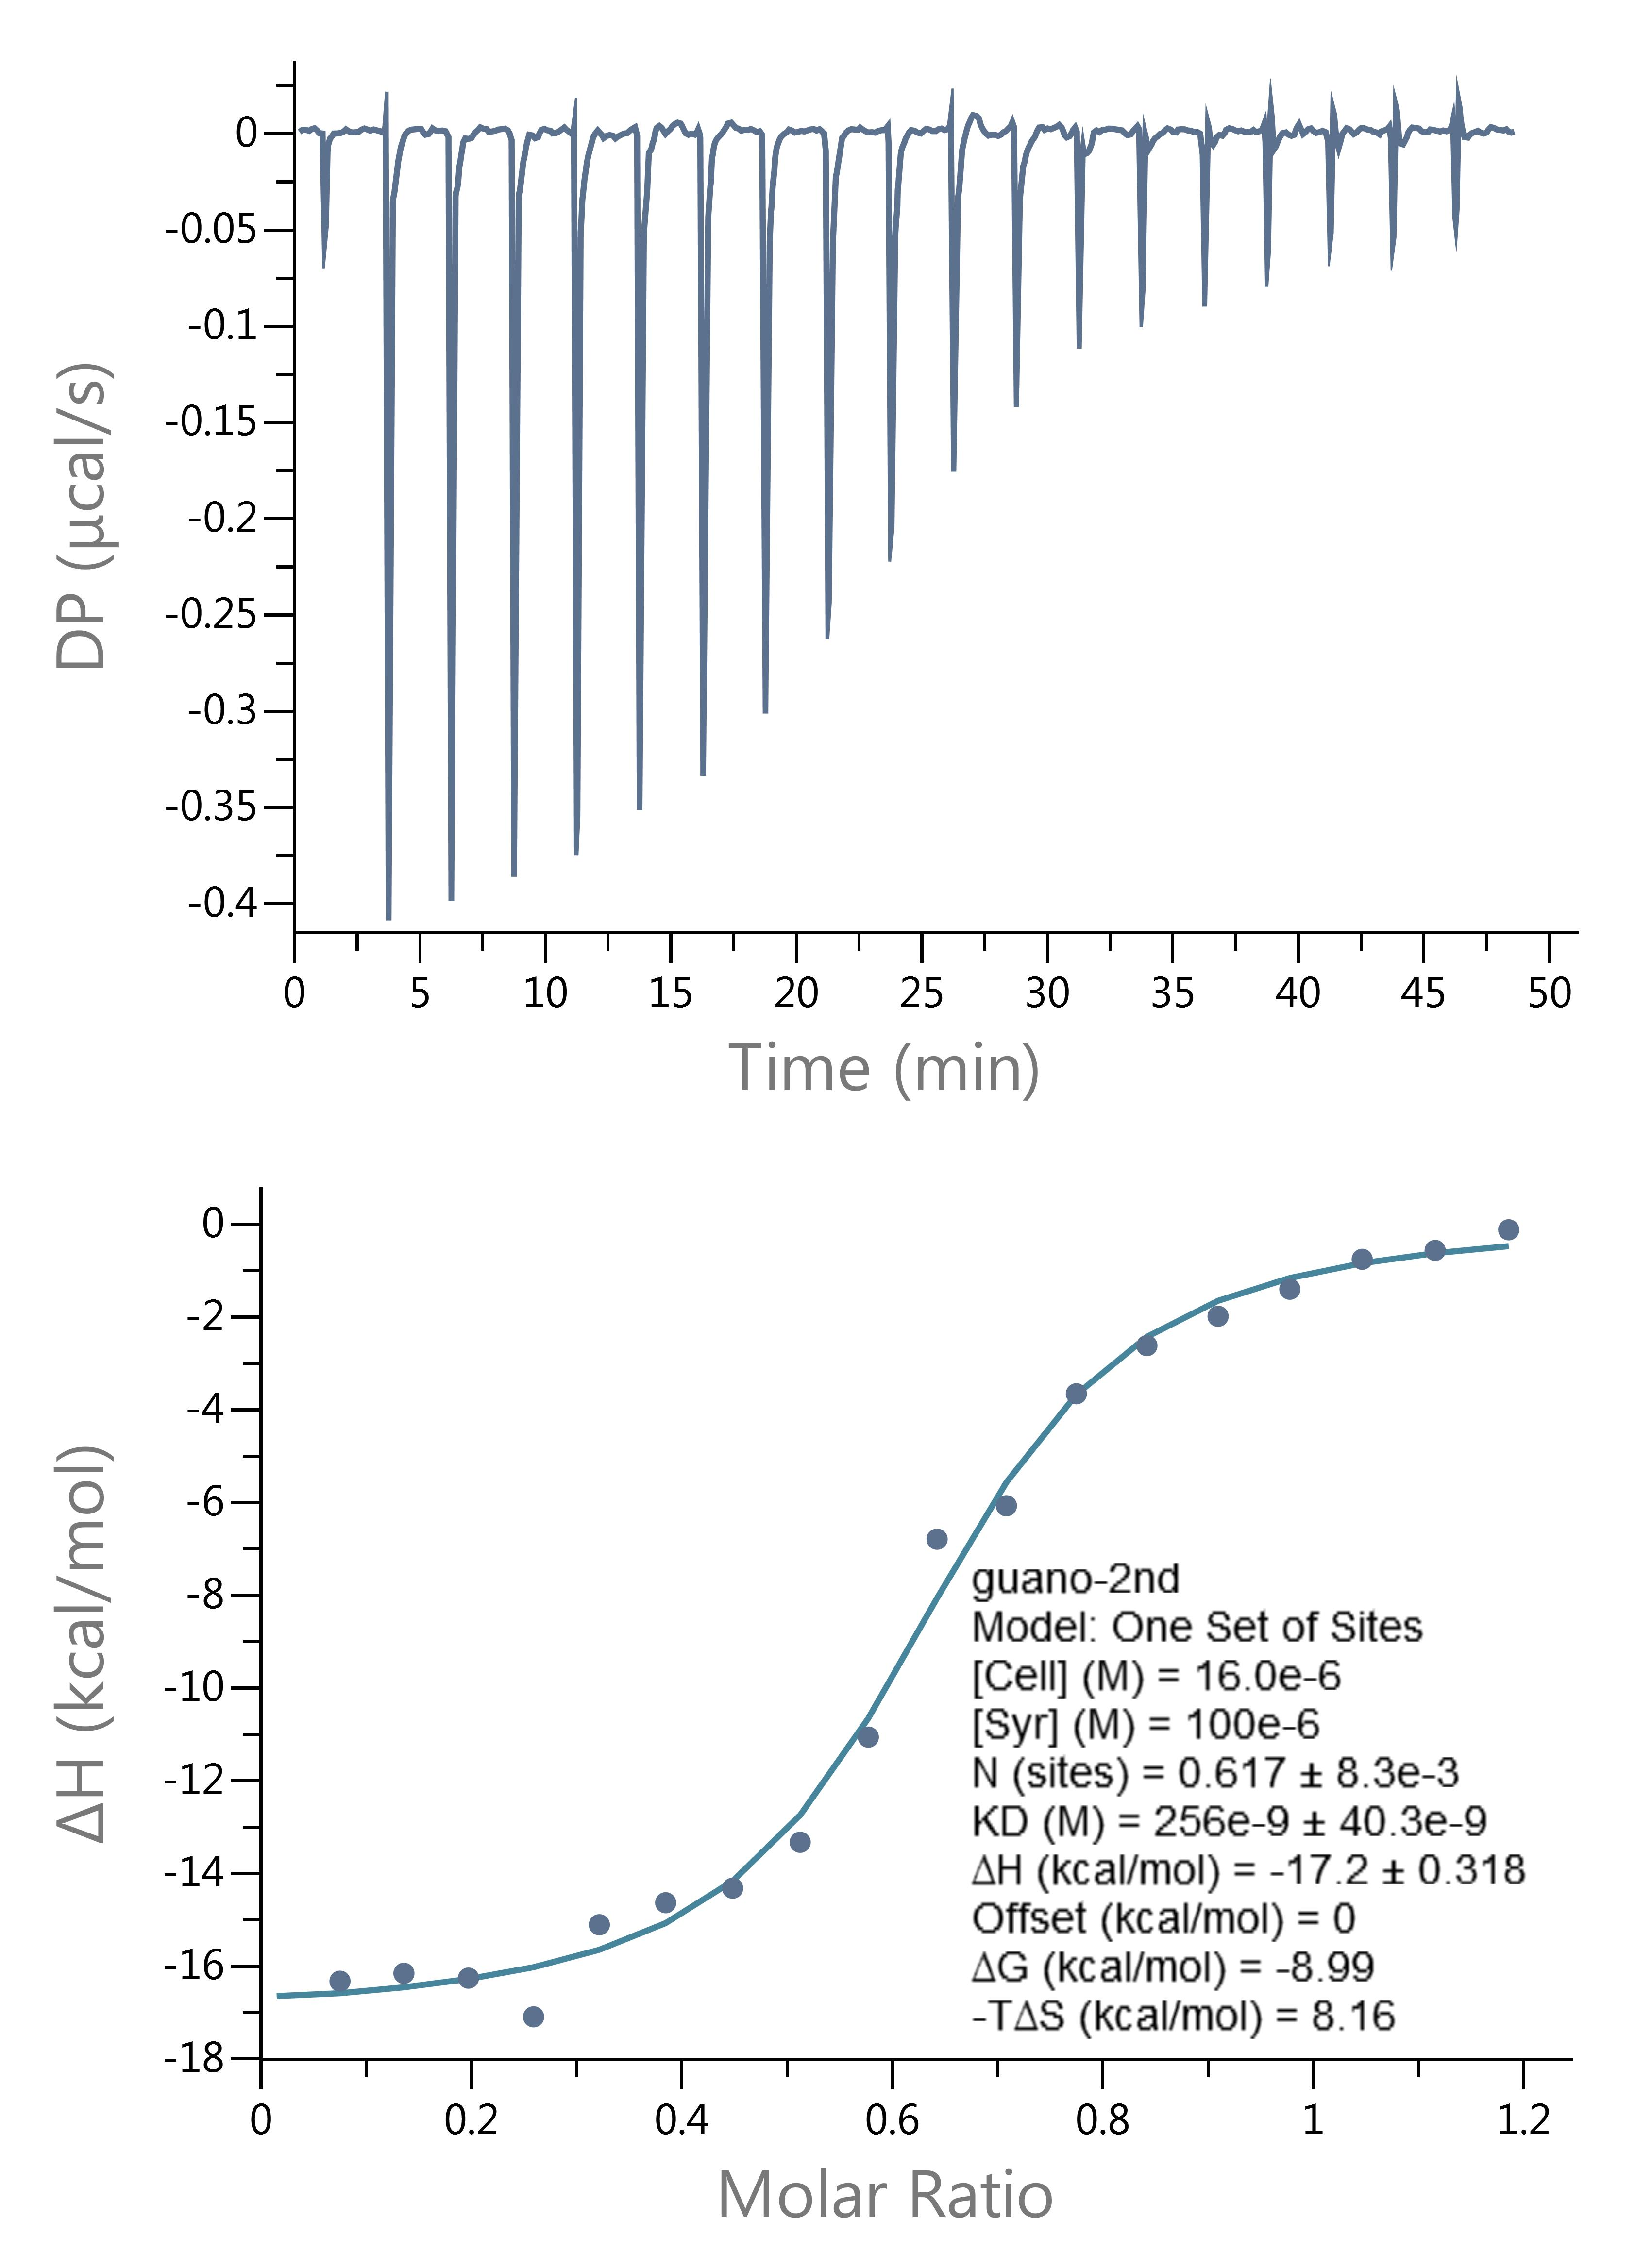 0
-0.05
-0.1
-0.15
-0.2
-0.25
-0.3
-0.35
-0.4
DP (µcal/s)
0 5 10 15 20 25 30 35 40 45 50
Time (min)
0
-2
-4
-6
-8
-10
-12
-14
-16
-18
ΔH (kcal/mol)
guano-2nd
Model: One Set of Sites
[Cell] (M) = 16.0e-6
[Syr] (M) = 100e-6
N (sites) = 0.617 ± 8.3e-3
KD (M) = 256e-9 ± 40.3e-9
ΔH (kcal/mol) = -17.2 ± 0.318
Offset (kcal/mol) = 0
ΔG (kcal/mol) = -8.99
-TΔS (kcal/mol) = 8.16
0 0.2 0.4 0.6 0.8 1 1.2
Molar Ratio